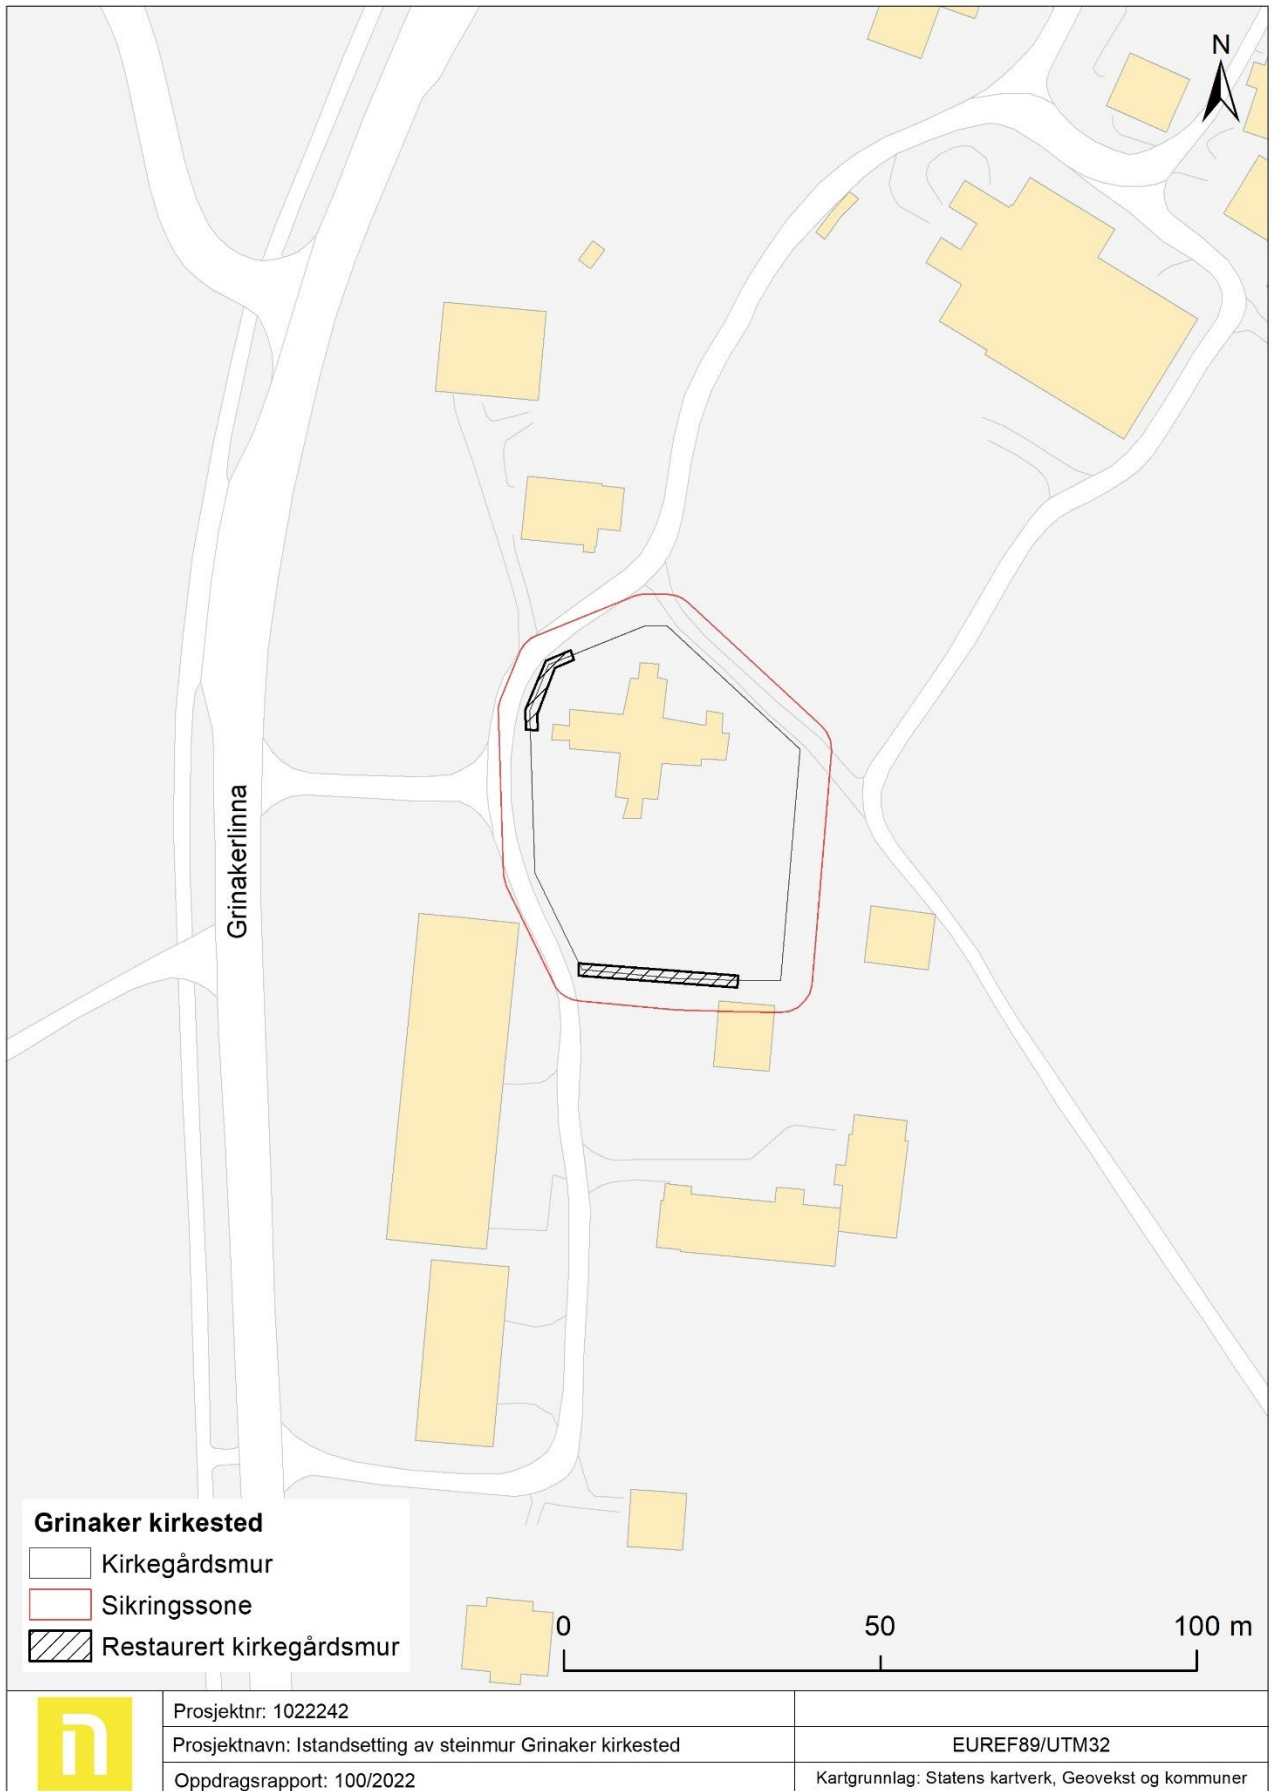 N
Grinakerlinna
Grinaker kirkested
Kirkegårdsmur
Sikringssone
Restaurert kirkegårdsmur
0 50 100 m
Prosjektnr: 1022242
Prosjektnavn: Istandsetting av steinmur Grinaker kirkested
EUREF89/UTM32
Oppdragsrapport: 100/2022
Kartgrunnlag: Statens kartverk, Geovekst og kommuner